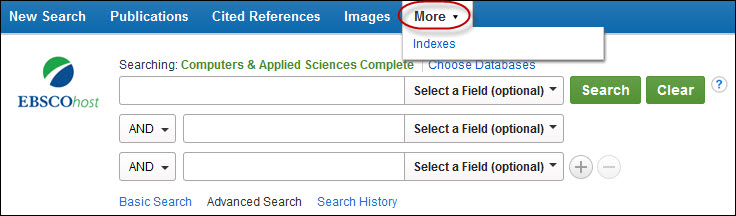 New Search Publications Cited References Images More
Indexes
Searching: Computers & Applied Sciences Complete Choose Databases
EBSCOhost
Select a Field (optional) Search Clear ?
AND Select a Field (optional)
AND Select a Field (optional) + −
Basic Search Advanced Search Search History